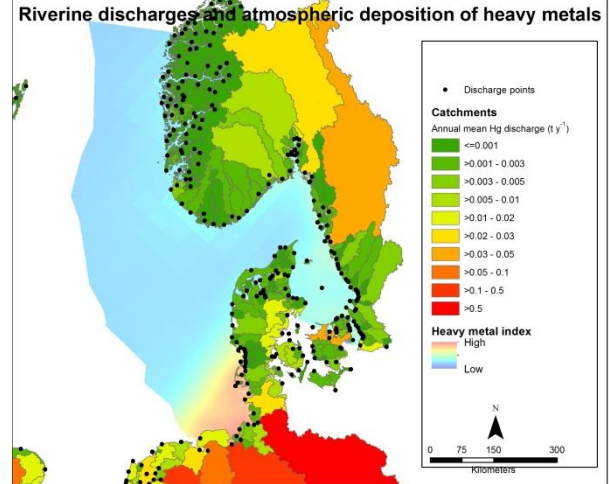 Riverine discharges and atmospheric deposition of heavy metals
Discharge points
Catchments
Annual mean Hg discharge (t y⁻¹)
<=0.001
>0.001 - 0.003
>0.003 - 0.005
>0.005 - 0.01
>0.01 - 0.02
>0.02 - 0.03
>0.03 - 0.05
>0.05 - 0.1
>0.1 - 0.5
>0.5
Heavy metal index
High
Low
N
0 75 150 300
Kilometers